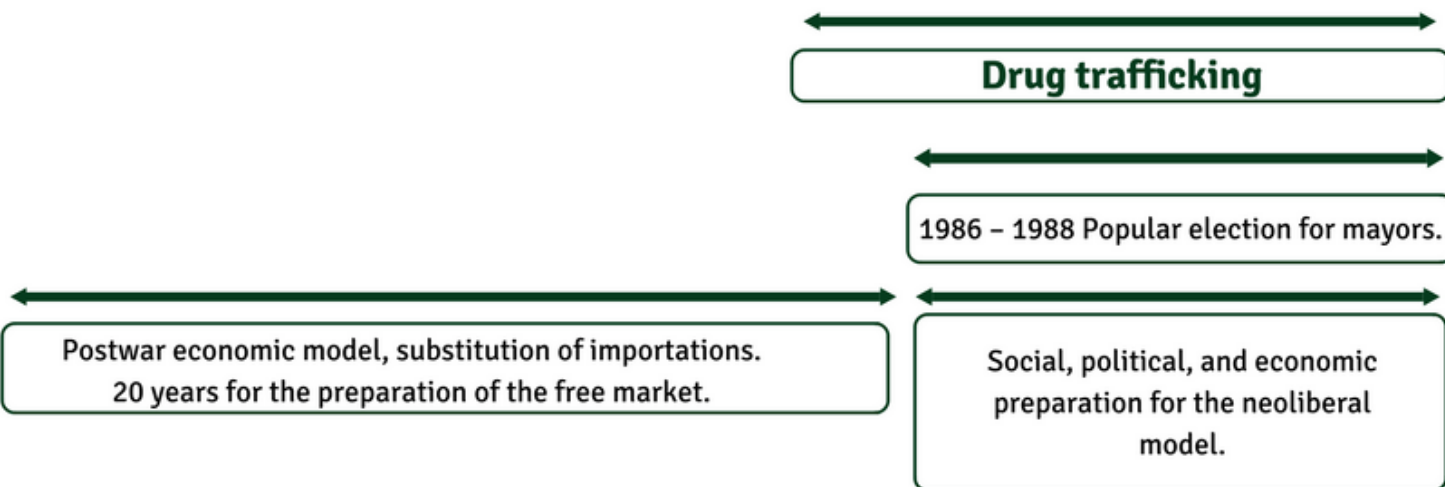 Drug trafficking
1986 – 1988 Popular election for mayors.
Postwar economic model, substitution of importations.
20 years for the preparation of the free market.
Social, political, and economic
preparation for the neoliberal
model.